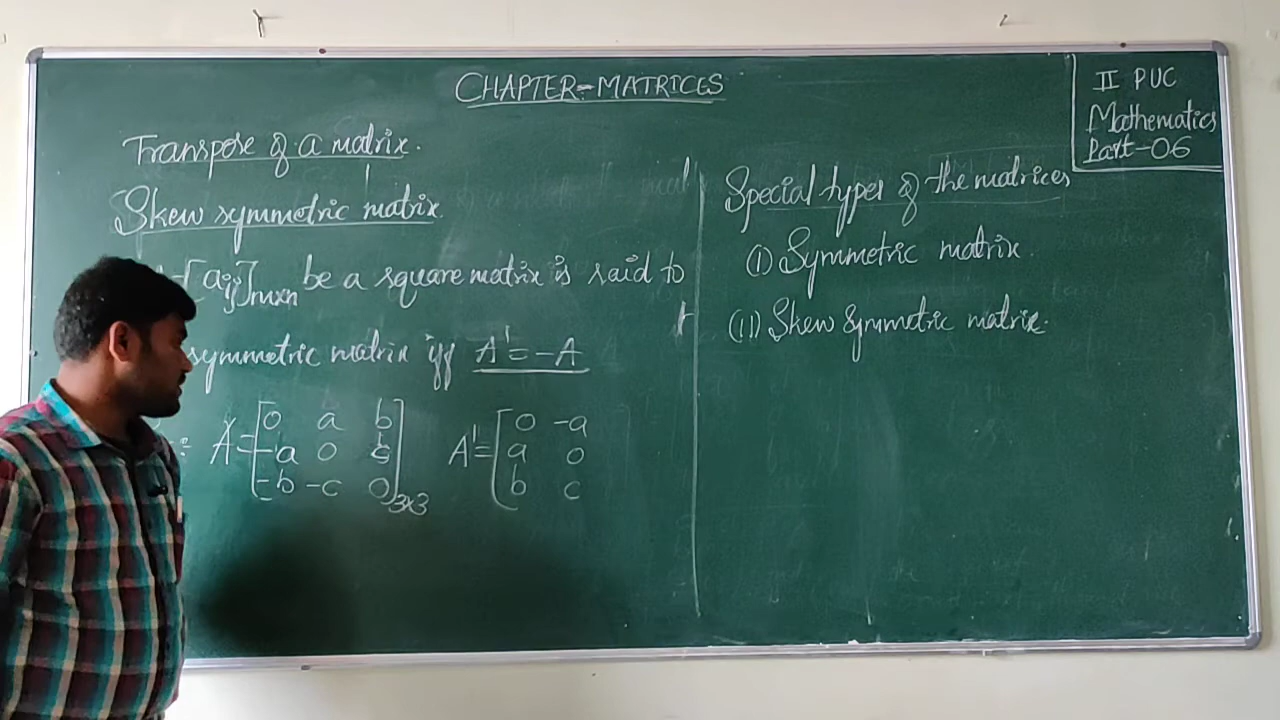 CHAPTER-MATRICES
II PUC
Mathematics
Part-06
Transpose of a matrix.
Skew symmetric matrix.
=[aij]nxn be a square matrix is said to
symmetric matrix iff A'=-A
A=[0 a b
-a 0 c
-b -c 0]3x3
A'=[0 -a
a 0
b c
Special types of the matrices
(I) Symmetric matrix.
(II) Skew symmetric matrix.